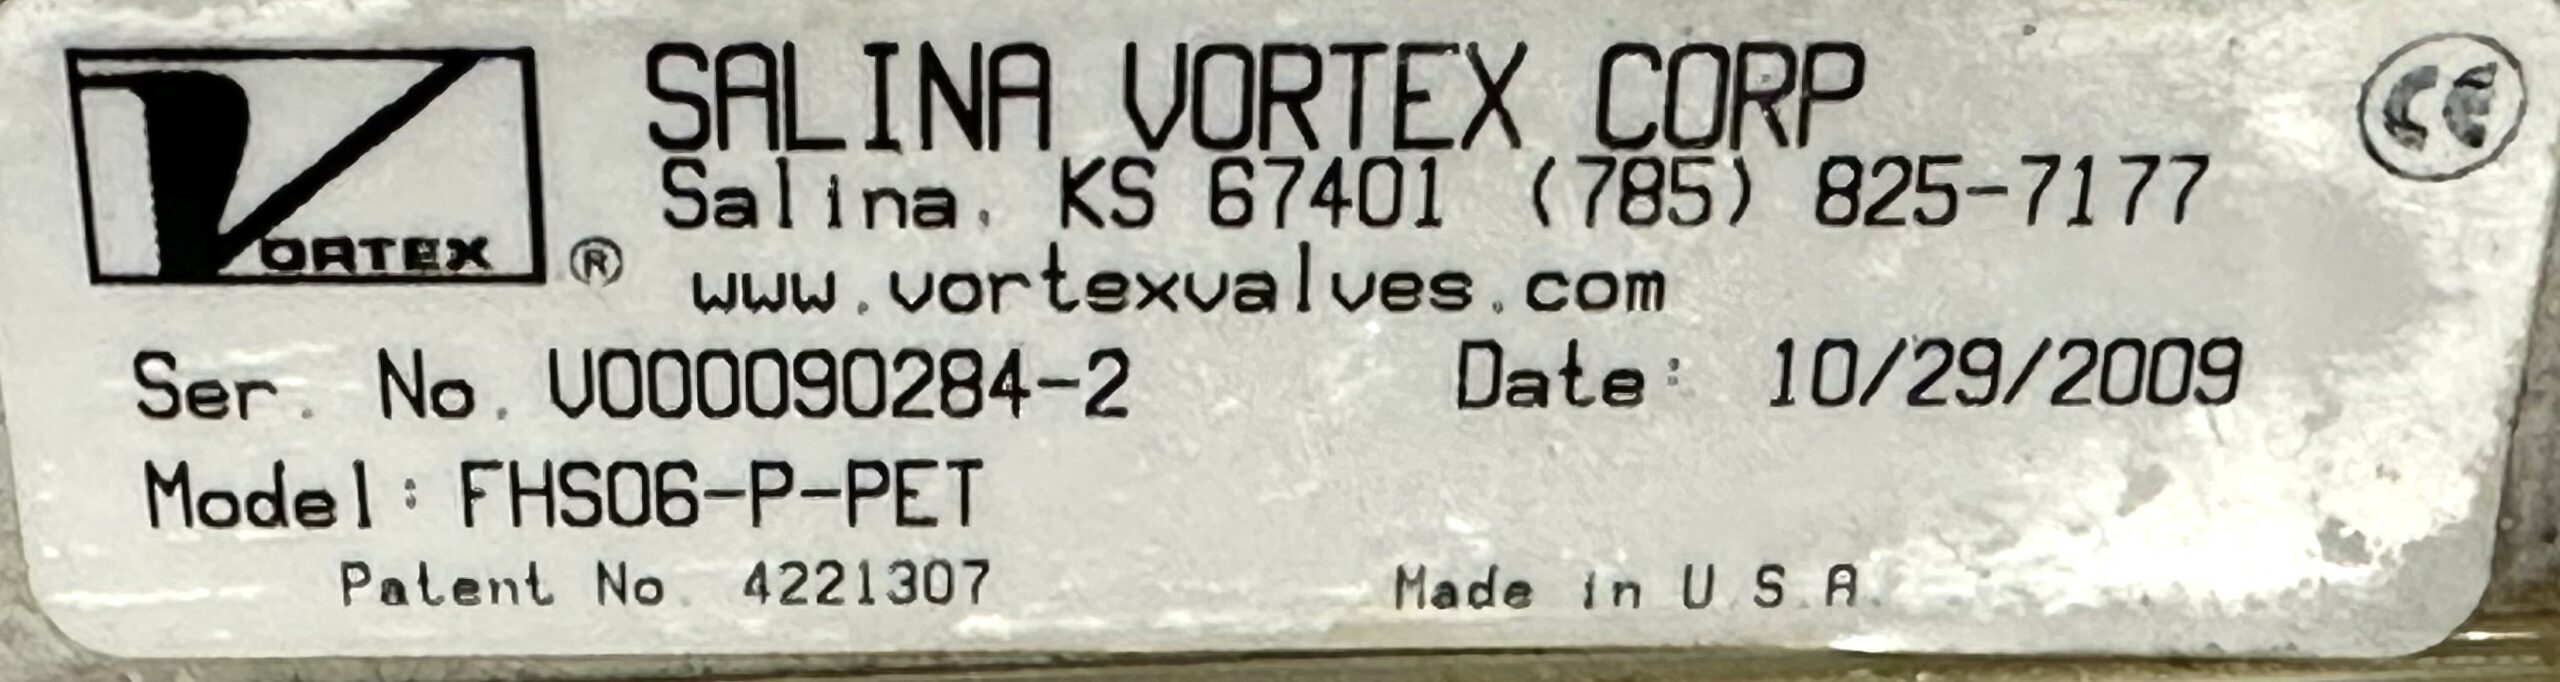 VORTEX ®
SALINA VORTEX CORP
Salina, KS 67401 (785) 825-7177
www.vortexvalves.com
CE
Ser. No. V000090284-2 Date: 10/29/2009
Model: FHS06-P-PET
Patent No. 4221307 Made in U.S.A.